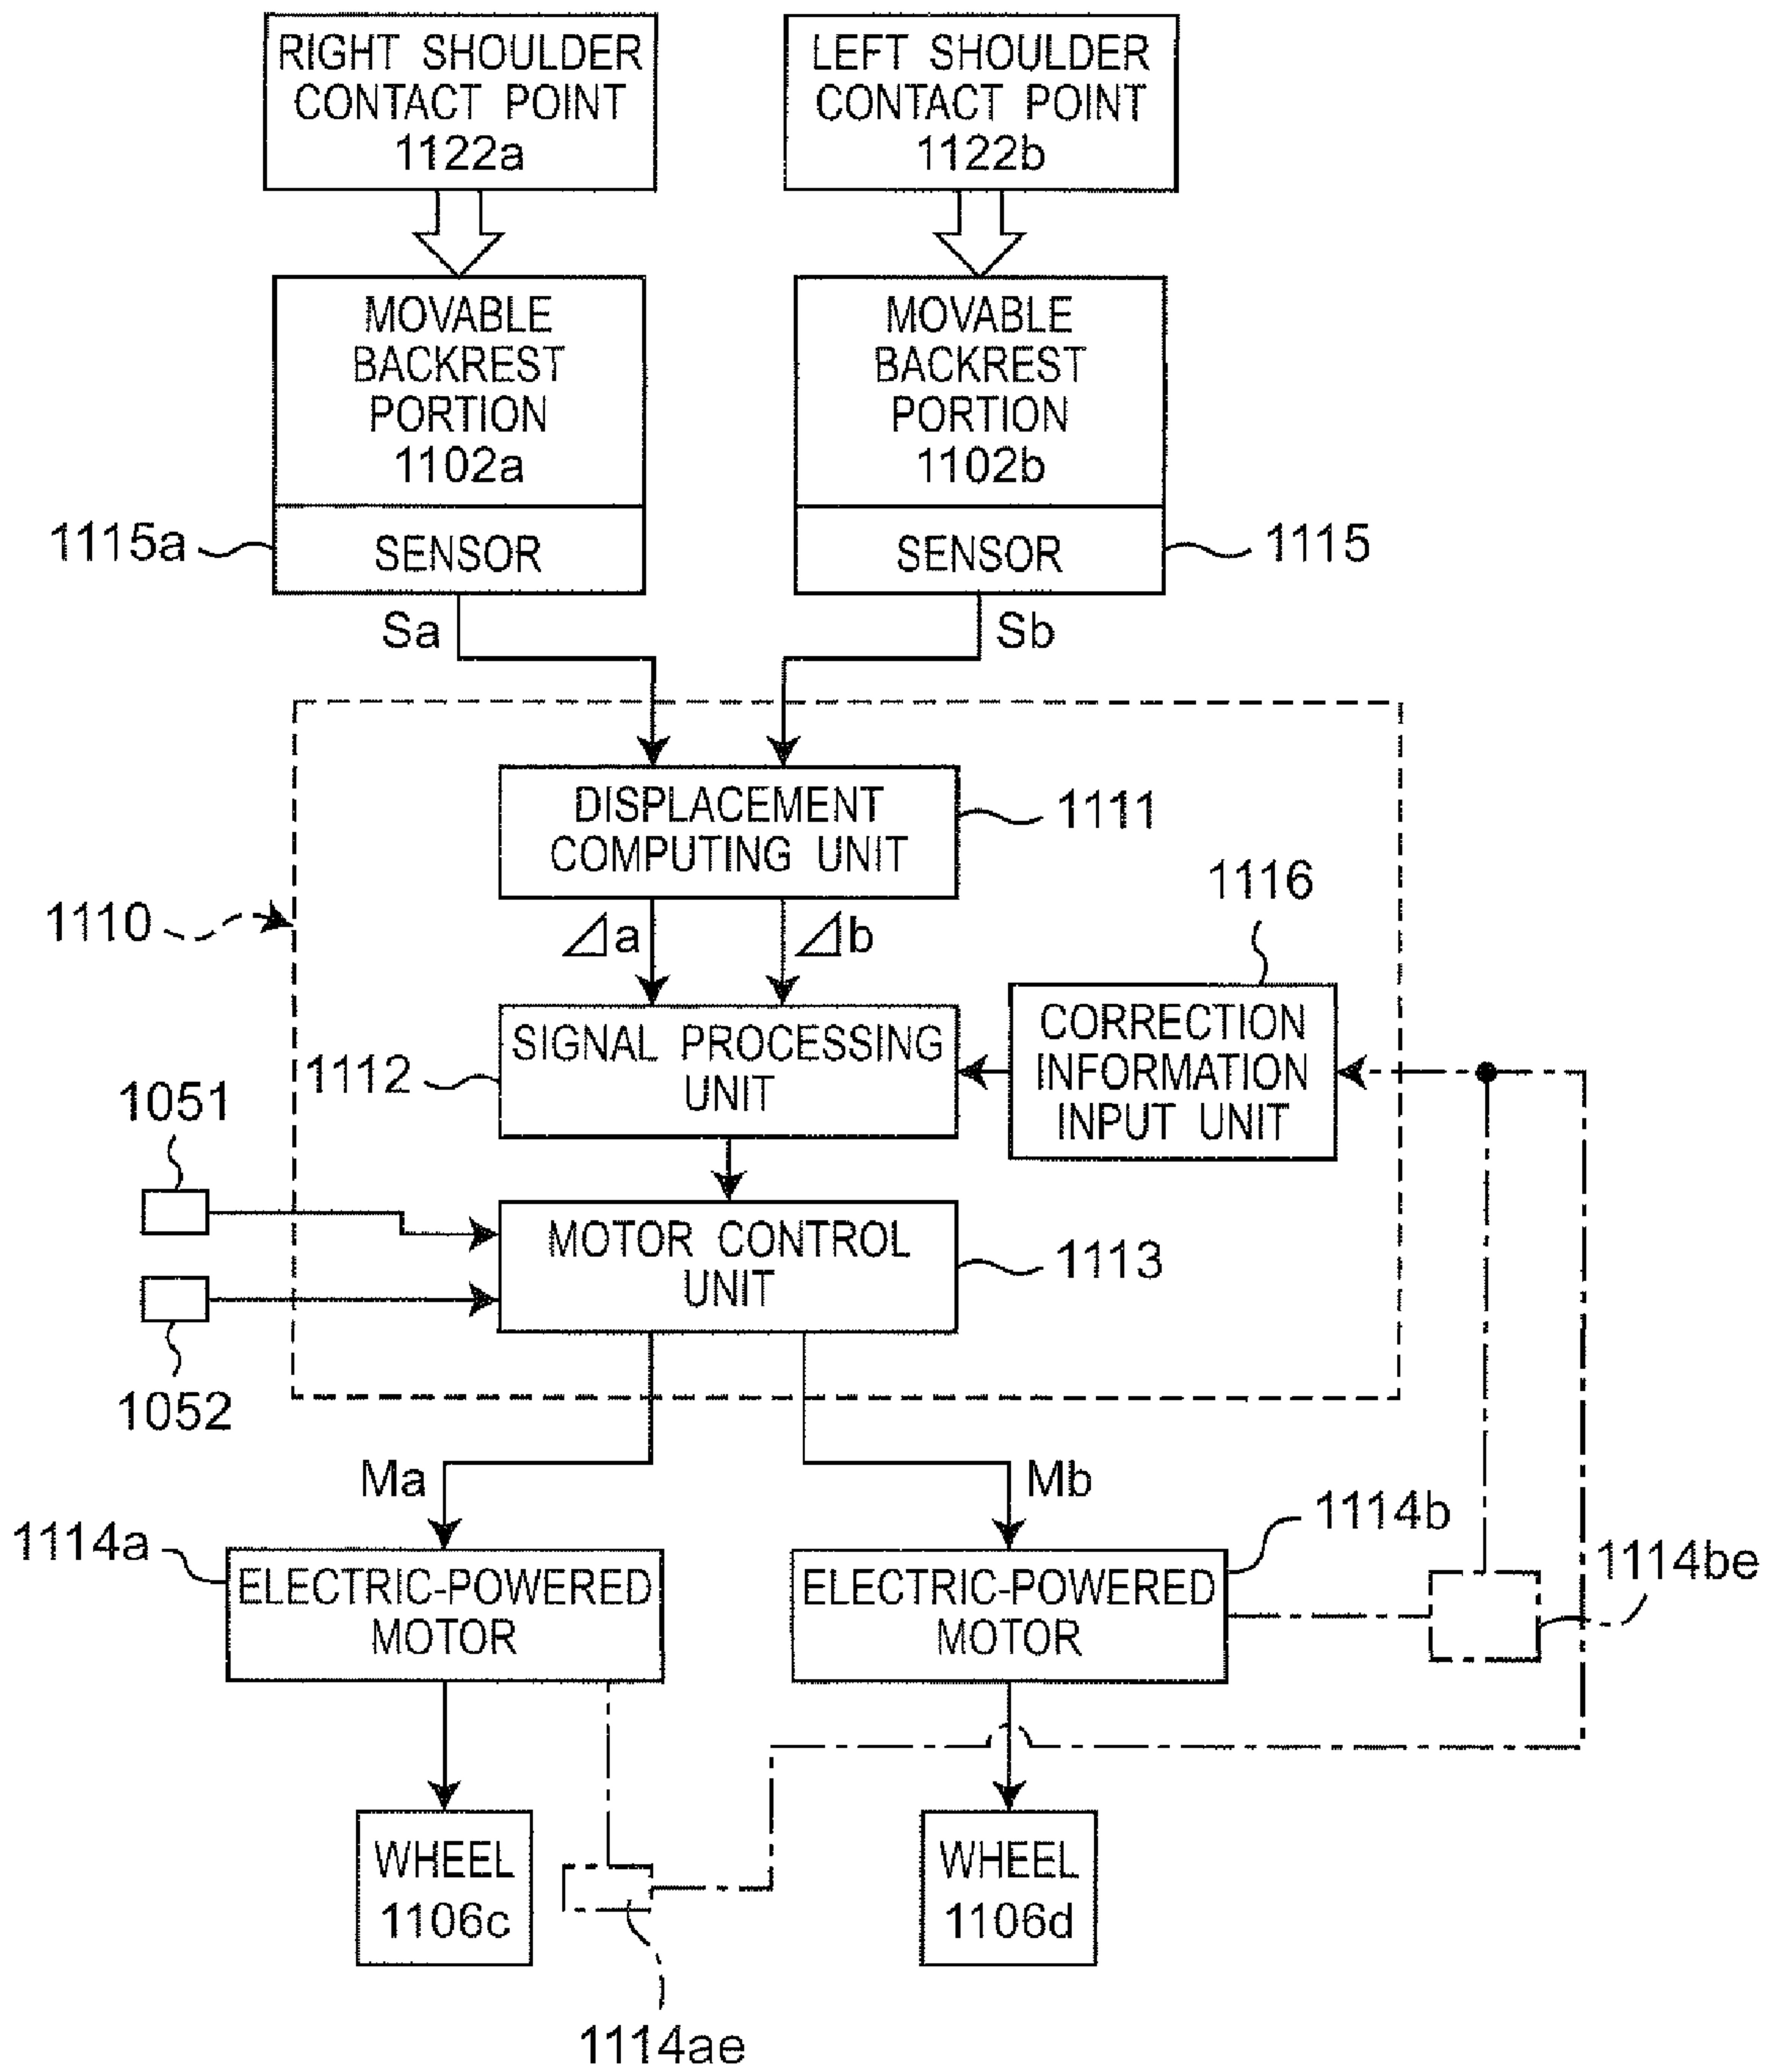 RIGHT SHOULDER
CONTACT POINT
1122a
LEFT SHOULDER
CONTACT POINT
1122b
MOVABLE
BACKREST
PORTION
1102a
MOVABLE
BACKREST
PORTION
1102b
1115a
SENSOR
SENSOR
1115
Sa
Sb
DISPLACEMENT
COMPUTING UNIT
1111
1110
⊿a
⊿b
1116
SIGNAL PROCESSING
UNIT
1112
CORRECTION
INFORMATION
INPUT UNIT
1051
MOTOR CONTROL
UNIT
1113
1052
Ma
Mb
1114a
ELECTRIC-POWERED
MOTOR
ELECTRIC-POWERED
MOTOR
1114b
1114be
WHEEL
1106c
WHEEL
1106d
1114ae